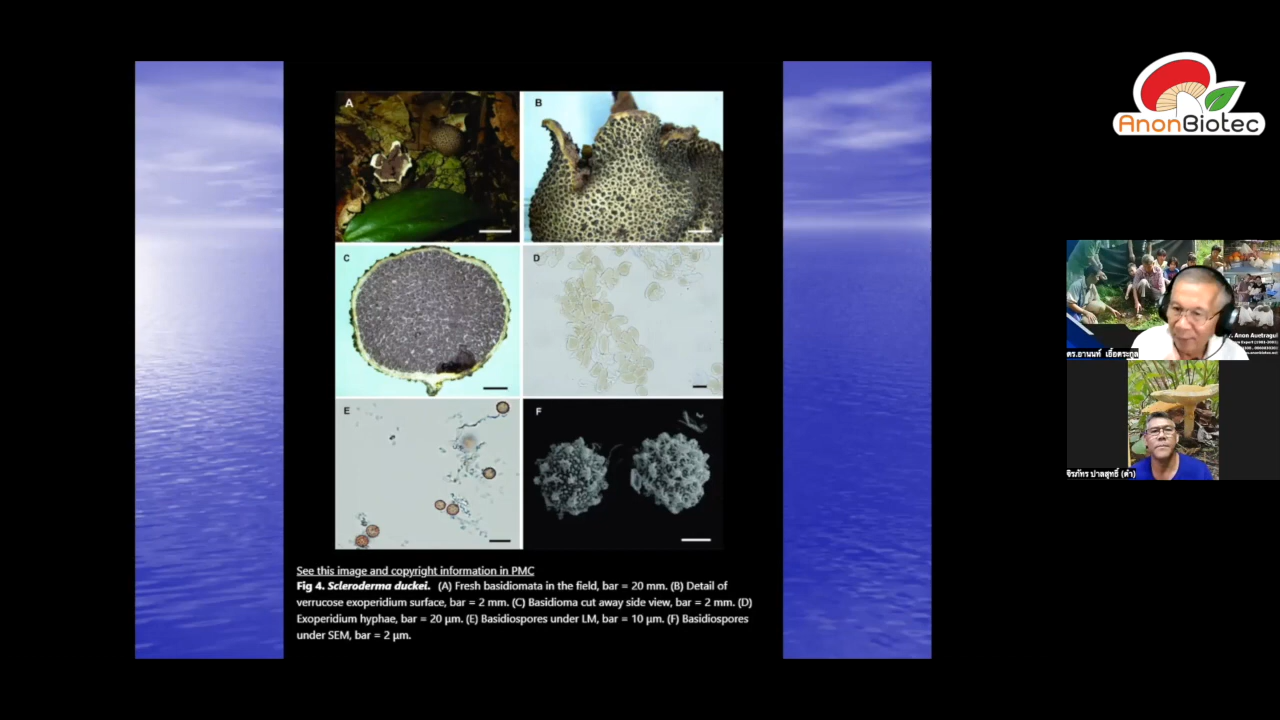 A
B
C
D
E
F
See this image and copyright information in PMC
Fig 4. Scleroderma duckei. (A) Fresh basidiomata in the field, bar = 20 mm. (B) Detail of
verrucose exoperidium surface, bar = 2 mm. (C) Basidioma cut away side view, bar = 2 mm. (D)
Exoperidium hyphae, bar = 20 μm. (E) Basidiospores under LM, bar = 10 μm. (F) Basidiospores
under SEM, bar = 2 μm.
AnonBiotec
Anon Auetragul
ดร.อานนท์ เอื้อตระกูล
จิรภัทร ปาลสุทธิ์ (ดำ)